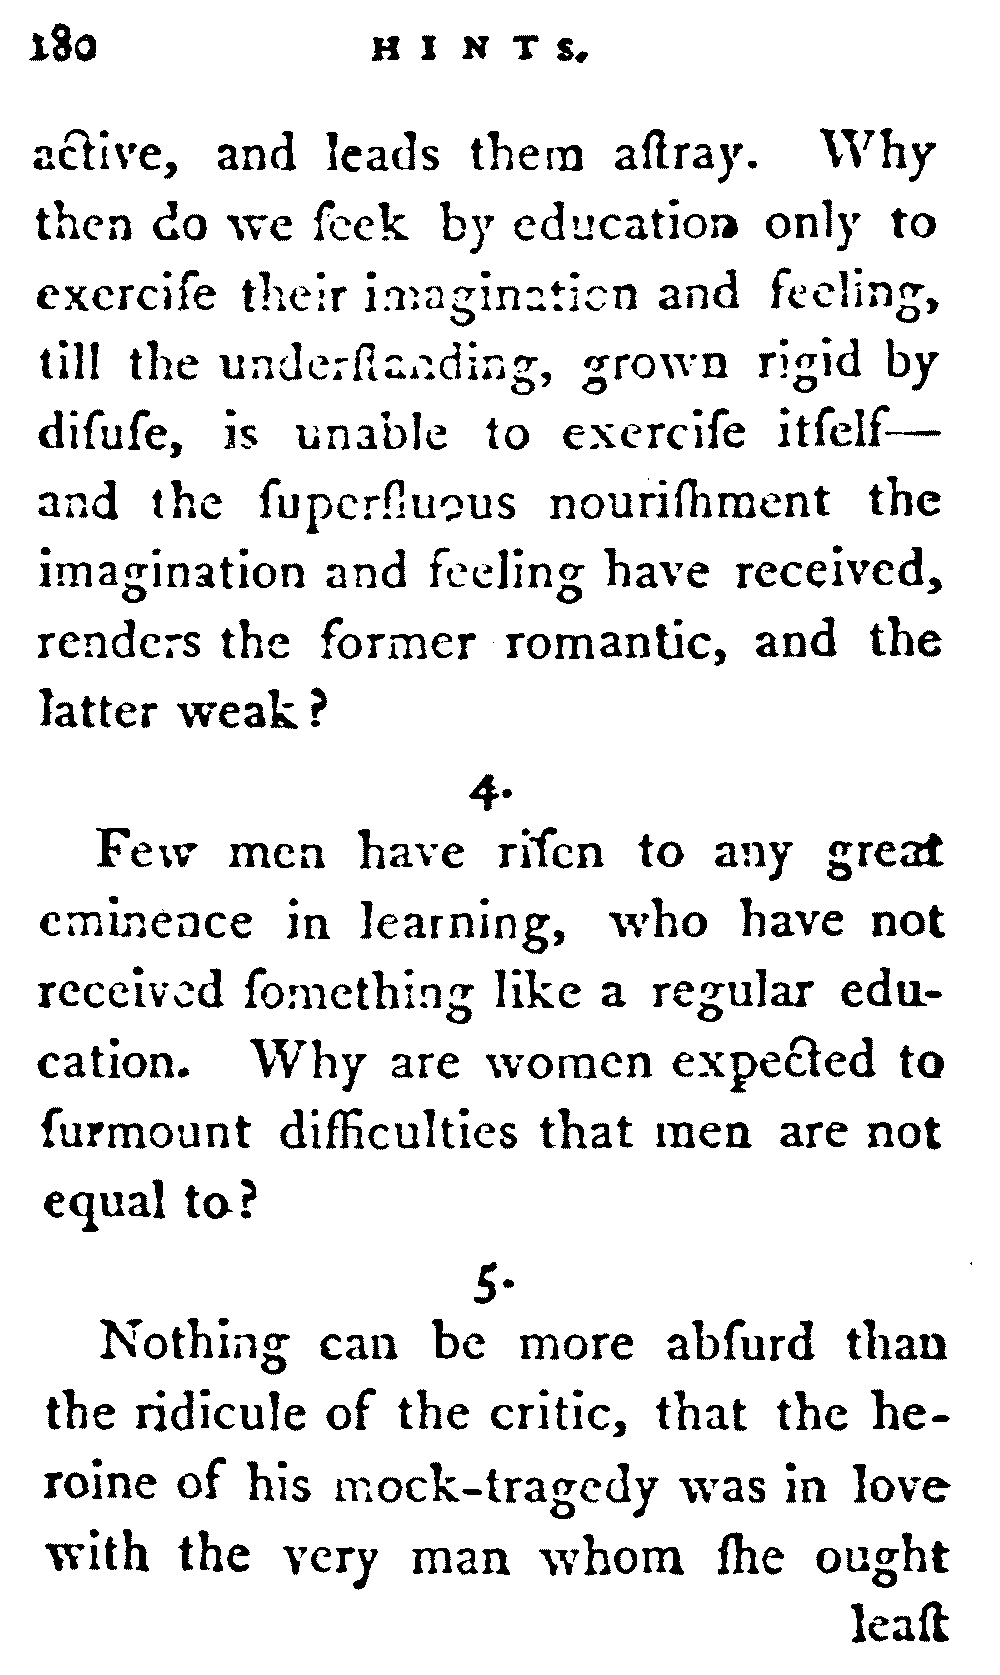 180 HINTS.
active, and leads them aſtray. Why
then do we ſeek by education only to
exerciſe their imagination and feeling,
till the underſtanding, grown rigid by
diſuſe, is unable to exerciſe itſelf—
and the ſuperfluous nouriſhment the
imagination and feeling have received,
renders the former romantic, and the
latter weak?
4.
Few men have riſen to any great
eminence in learning, who have not
received ſomething like a regular edu-
cation. Why are women expected to
ſurmount difficulties that men are not
equal to?
5.
Nothing can be more abſurd than
the ridicule of the critic, that the he-
roine of his mock-tragedy was in love
with the very man whom ſhe ought
leaſt